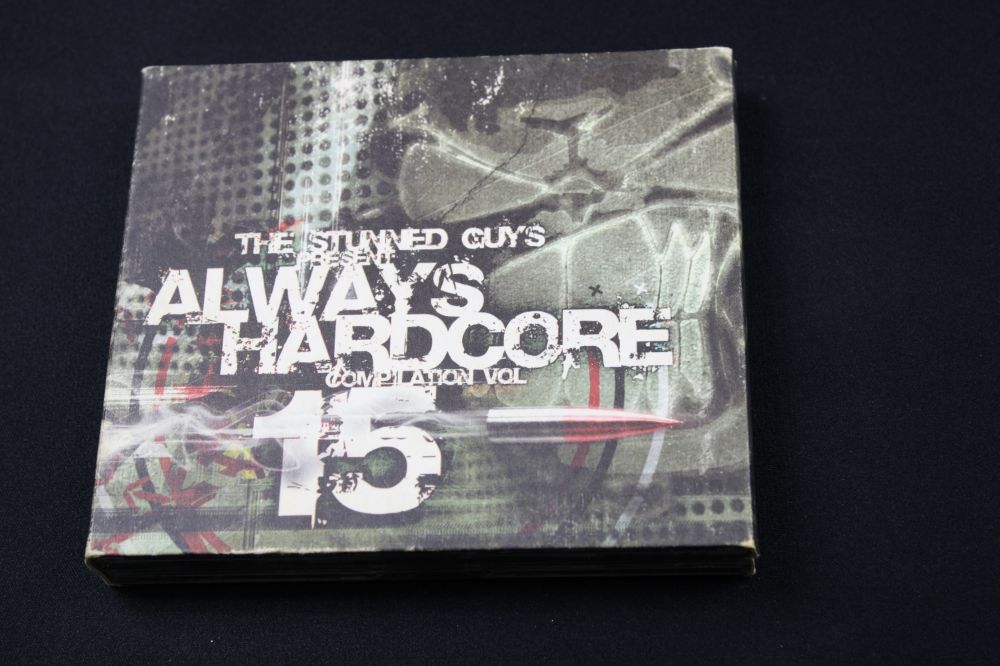 THE STUNNED GUYS
PRESENT
ALWAYS
HARDCORE
COMPILATION VOL
15